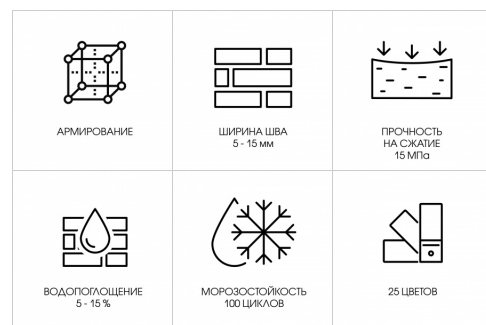 АРМИРОВАНИЕ
ШИРИНА ШВА
5 - 15 мм
ПРОЧНОСТЬ
НА СЖАТИЕ
15 МПа
ВОДОПОГЛОЩЕНИЕ
5 - 15 %
МОРОЗОСТОЙКОСТЬ
100 ЦИКЛОВ
25 ЦВЕТОВ